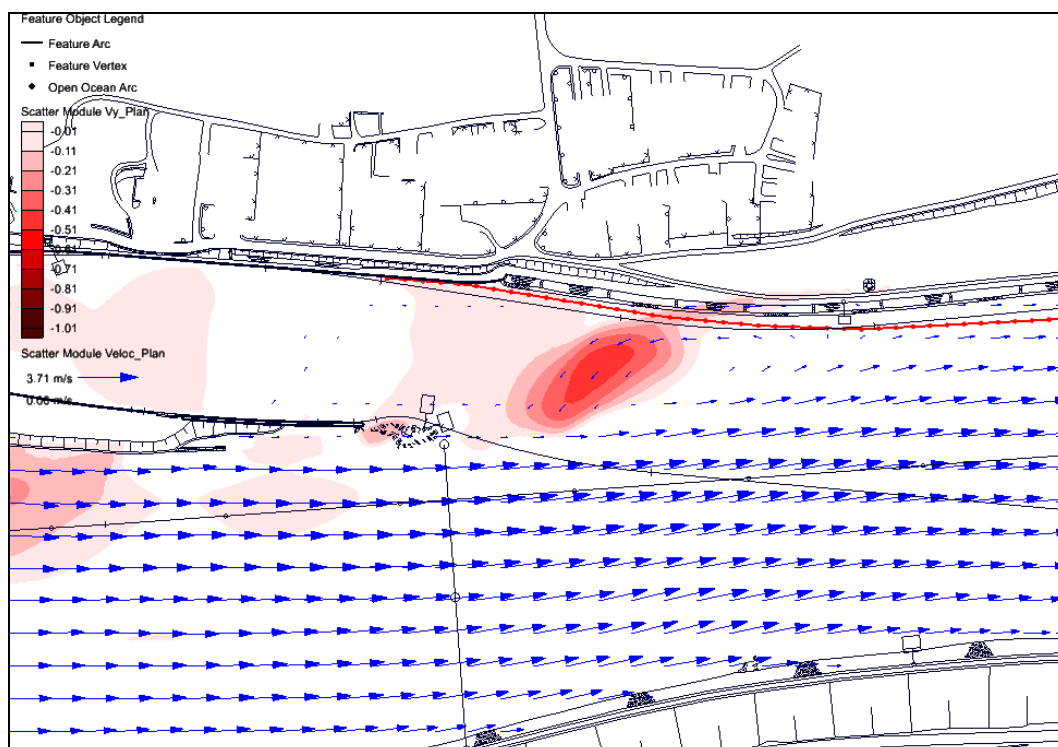 Feature Object Legend
Feature Arc
Feature Vertex
Open Ocean Arc
Scatter Module Vy_Plan
-0.01
-0.11
-0.21
-0.31
-0.41
-0.51
-0.61
-0.71
-0.81
-0.91
-1.01
Scatter Module Veloc_Plan
3.71 m/s
0.00 m/s